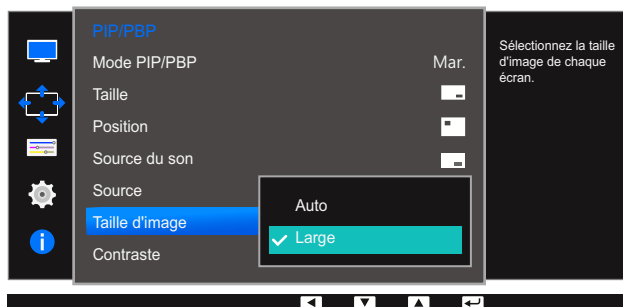 PIP/PBP
Mode PIP/PBP Mar.
Taille
Position
Source du son
Source
Taille d'image
Contraste
Auto
Large
Sélectionnez la taille
d'image de chaque
écran.